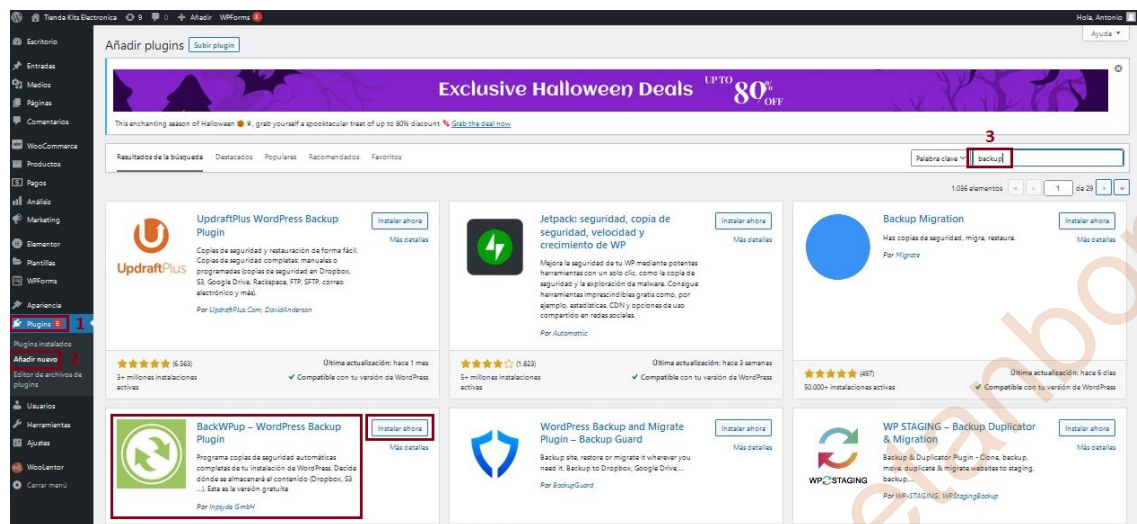 Tienda Kits Electronica 9 0 + Añadir WPForms 3
Hola, Antonio
Escritorio
Entradas
Medios
Páginas
Comentarios
WooCommerce
Productos
Pagos
Análisis
Marketing
Elementor
Plantillas
WPForms
Apariencia
Plugins 5 1
Plugins instalados
Añadir nuevo 2
Editor de archivos de
plugins
Usuarios
Herramientas
Ajustes
WooLentor
Cerrar menú
Ayuda
Añadir plugins Subir plugin
Exclusive Halloween Deals UP TO 80% OFF
This enchanting season of Halloween, grab yourself a spooktacular treat of up to 80% discount Grab the deal now
3
Resultados de la búsqueda Destacados Populares Recomendados Favoritos
Palabra clave backup
1.036 elementos « ‹ 1 de 29 › »
UpdraftPlus
UpdraftPlus WordPress Backup
Plugin
Instalar ahora
Más detalles
Copias de seguridad y restauración de forma fácil.
Copias de seguridad completas manuales o
programadas (copias de seguridad en Dropbox,
S3, Google Drive, Rackspace, FTP, SFTP, correo
electrónico y más).
Por UpdraftPlus.Com, DavidAnderson
(6.563)
3+ millones instalaciones
activas
Última actualización: hace 1 mes
✔ Compatible con tu versión de WordPress
Jetpack: seguridad, copia de
seguridad, velocidad y
crecimiento de WP
Instalar ahora
Más detalles
Mejora la seguridad de tu WP mediante potentes
herramientas con un solo clic, como la copia de
seguridad y la exploración de malware. Consigue
herramientas imprescindibles gratis como, por
ejemplo, estadísticas, CDN y opciones de uso
compartido en redes sociales.
Por Automattic
(1.823)
5+ millones instalaciones
activas
Última actualización: hace 3 semanas
✔ Compatible con tu versión de WordPress
Backup Migration
Instalar ahora
Más detalles
Haz copias de seguridad, migra, restaura.
Por Migrate
(497)
50.000+ instalaciones activas
Última actualización: hace 6 días
✔ Compatible con tu versión de WordPress
BackWPup – WordPress Backup
Plugin
Instalar ahora
Más detalles
Programa copias de seguridad automáticas
completas de tu instalación de WordPress. Decide
dónde se almacenará el contenido (Dropbox, S3
...). Esta es la versión gratuita
Por Inpsyde GmbH
WordPress Backup and Migrate
Plugin – Backup Guard
Instalar ahora
Más detalles
Backup site, restore or migrate it wherever you
need it. Backup to Dropbox, Google Drive,...
Por BackupGuard
WP STAGING
WP STAGING – Backup Duplicator
& Migration
Instalar ahora
Más detalles
Backup & Duplicator Plugin - Clone, backup,
move, duplicate & migrate websites to staging,
backup,...
Por WP-STAGING, WPStagingBackup